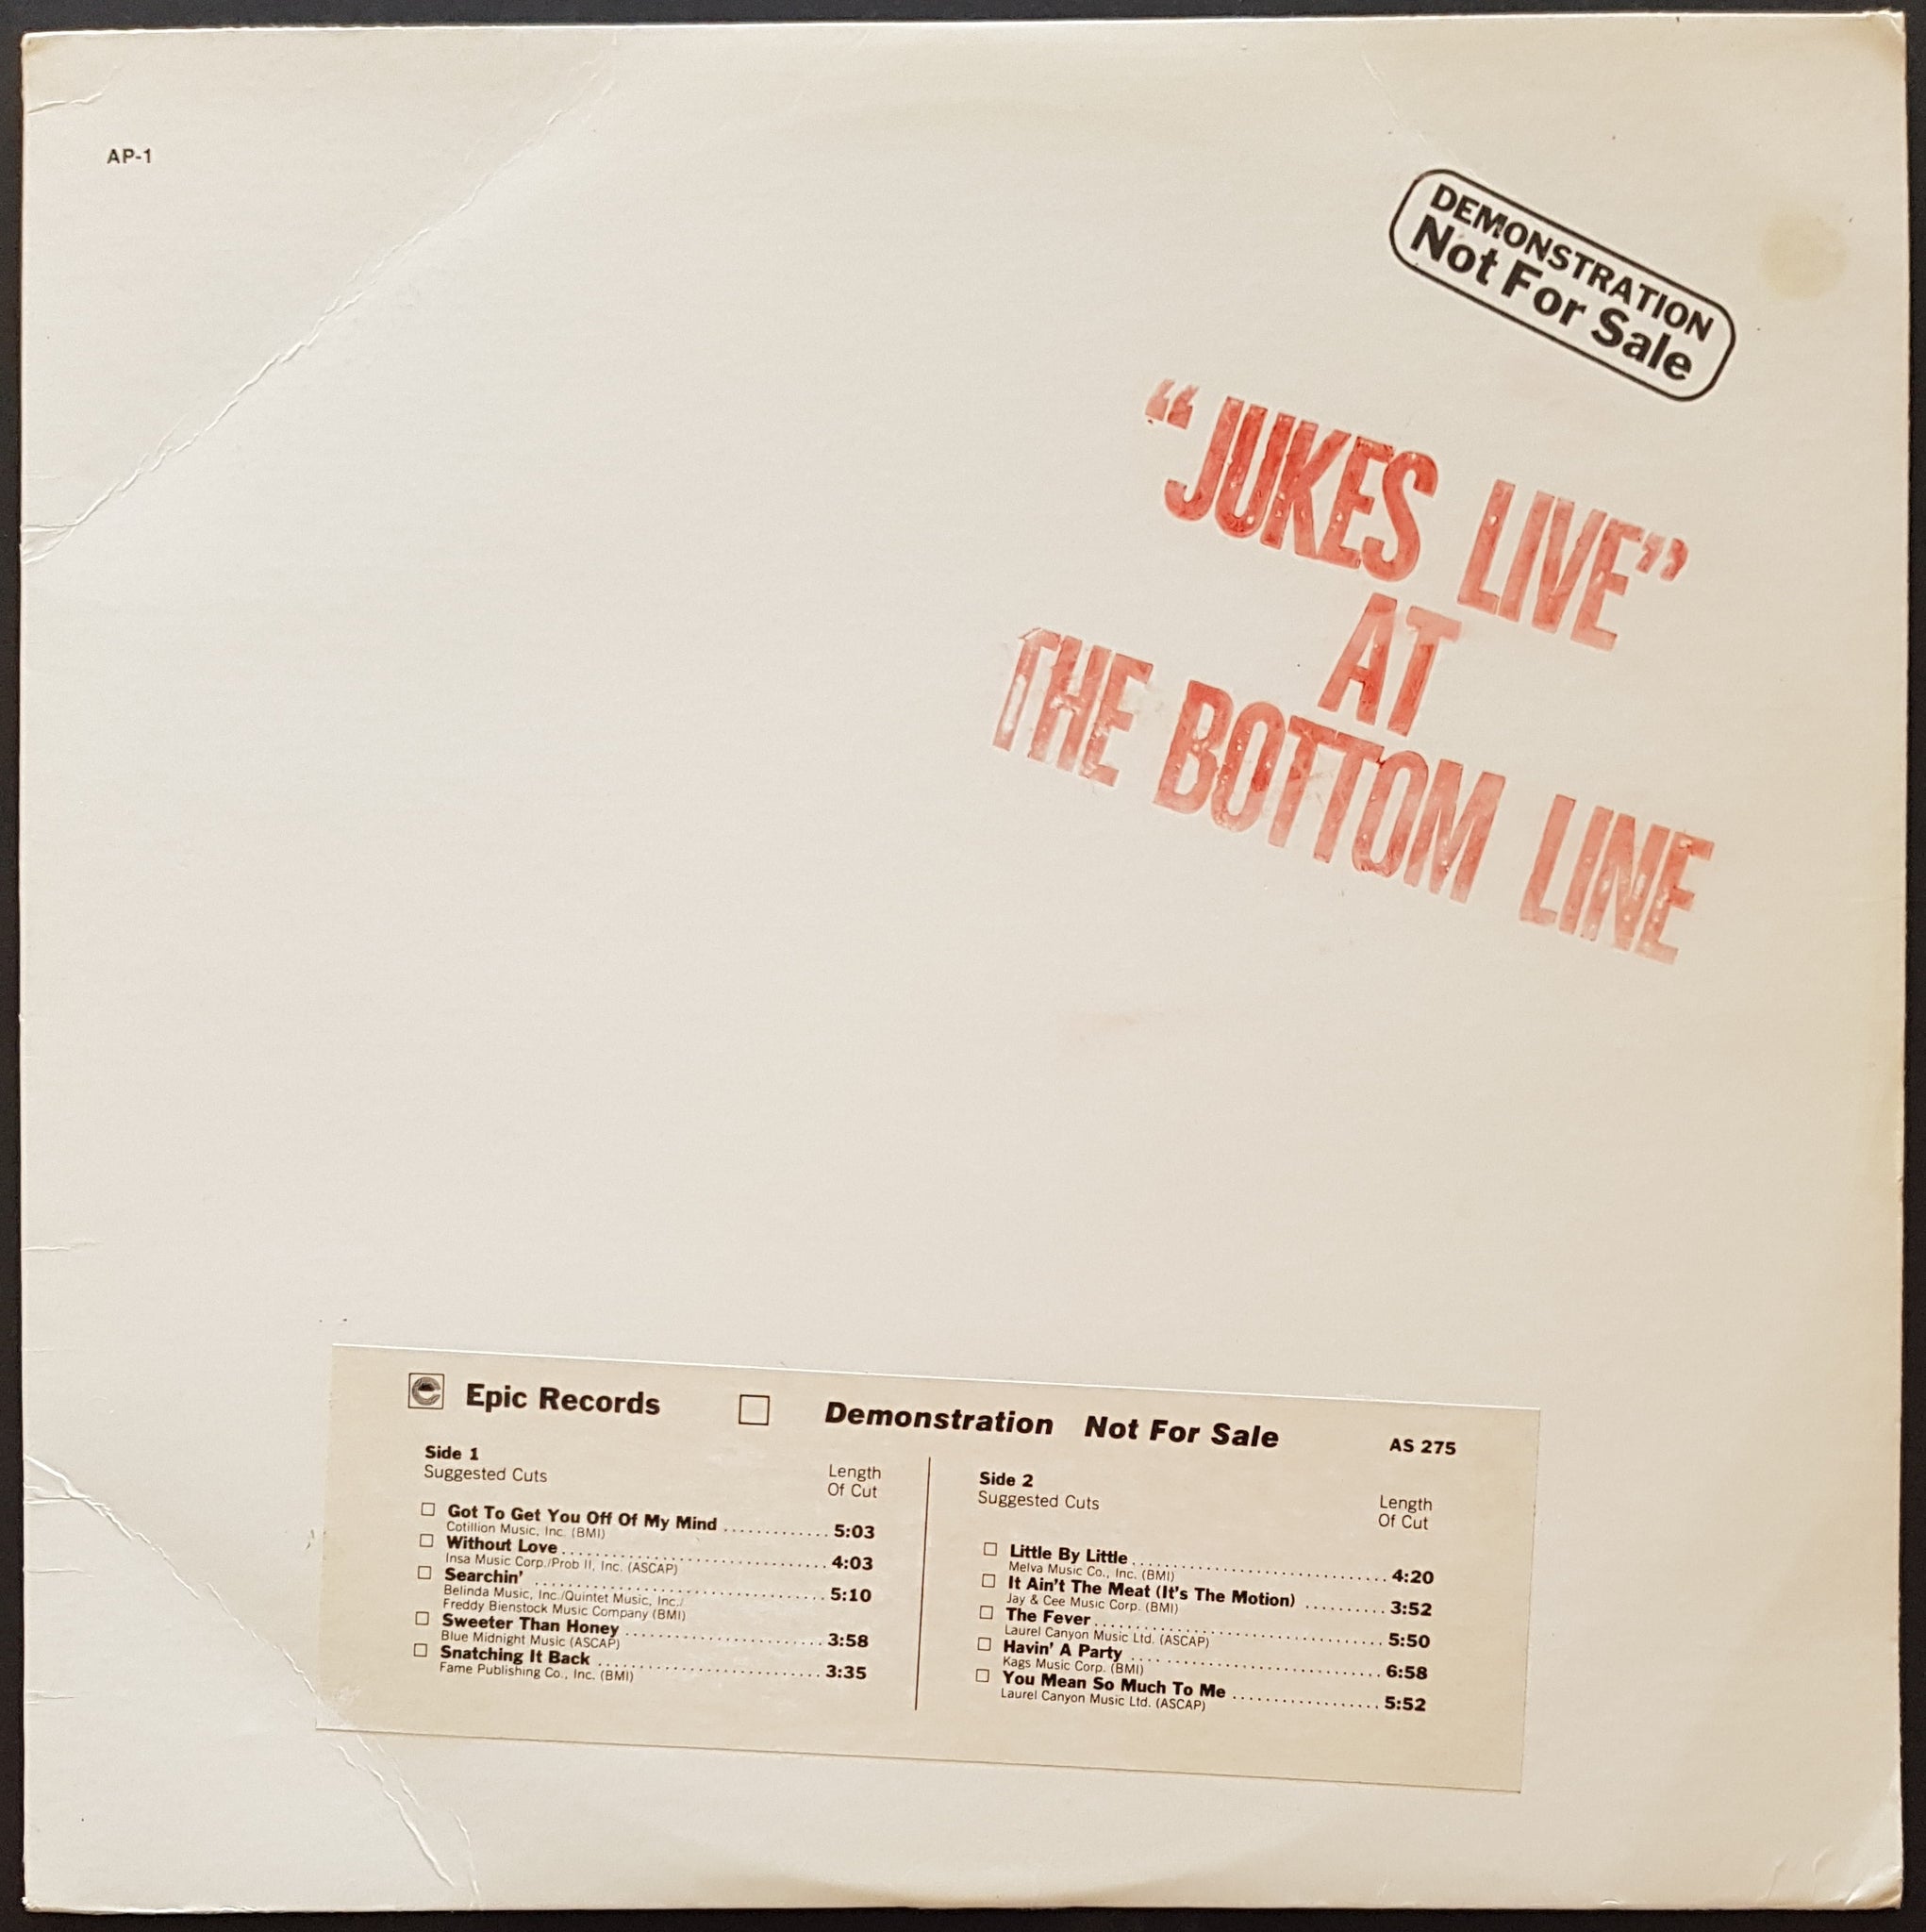 AP-1
DEMONSTRATION
Not For Sale
“JUKES LIVE”
AT
THE BOTTOM LINE
e Epic Records □ Demonstration Not For Sale AS 275
Side 1
Suggested Cuts
Length
Of Cut
□ Got To Get You Off Of My Mind ............ 5:03
Cotillion Music, Inc. (BMI)
□ Without Love .............................. 4:03
Insa Music Corp./Prob II, Inc. (ASCAP)
□ Searchin' ................................. 5:10
Belinda Music, Inc./Quintet Music, Inc./
Freddy Bienstock Music Company (BMI)
□ Sweeter Than Honey ...................... 3:58
Blue Midnight Music (ASCAP)
□ Snatching It Back .......................... 3:35
Fame Publishing Co., Inc. (BMI)
Side 2
Suggested Cuts
Length
Of Cut
□ Little By Little ............................. 4:20
Melva Music Co., Inc. (BMI)
□ It Ain't The Meat (It's The Motion) .......... 3:52
Jay & Cee Music Corp. (BMI)
□ The Fever ................................. 5:50
Laurel Canyon Music Ltd. (ASCAP)
□ Havin' A Party ............................. 6:58
Kags Music Corp. (BMI)
□ You Mean So Much To Me .................. 5:52
Laurel Canyon Music Ltd. (ASCAP)